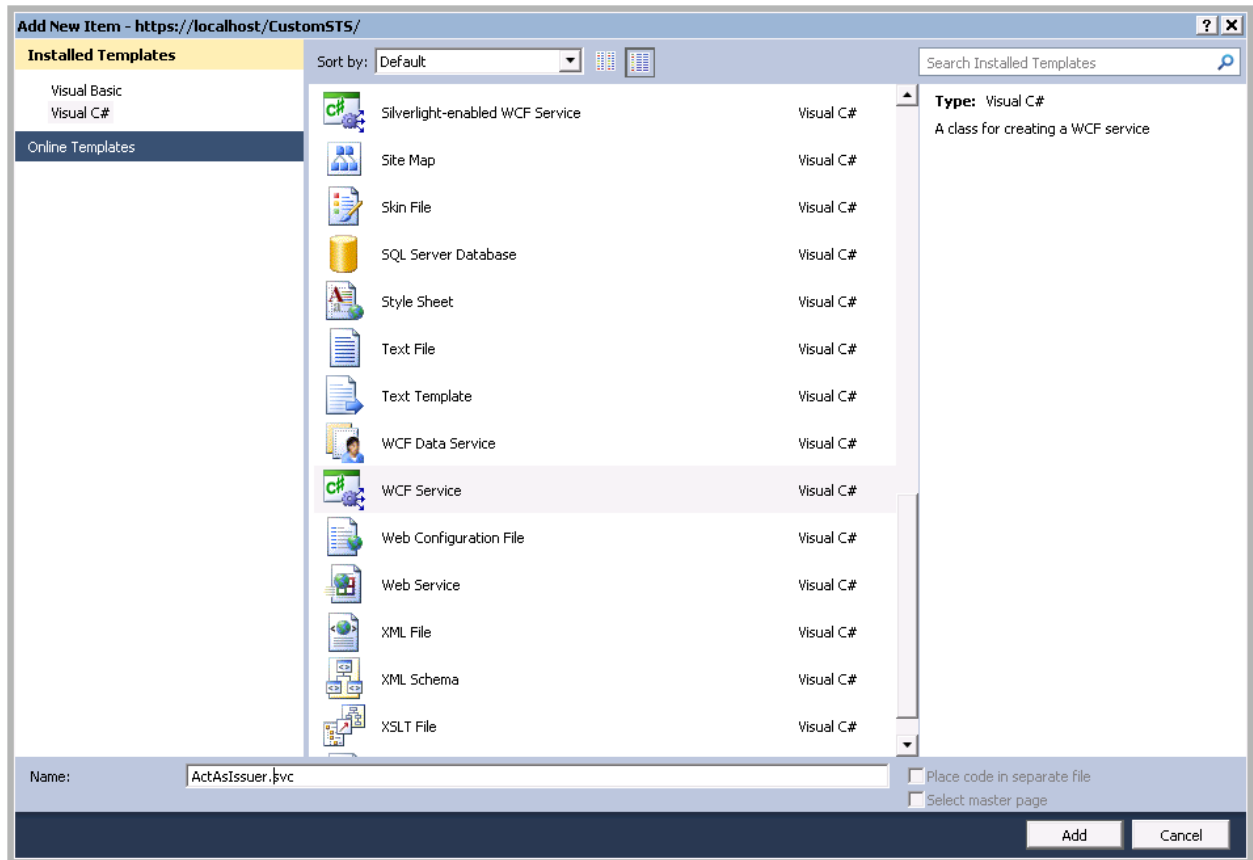 Add New Item - https://localhost/CustomSTS/
Installed Templates
Visual Basic
Visual C#
Online Templates
Sort by: Default
Search Installed Templates
Silverlight-enabled WCF Service Visual C#
Site Map Visual C#
Skin File Visual C#
SQL Server Database Visual C#
Style Sheet Visual C#
Text File Visual C#
Text Template Visual C#
WCF Data Service Visual C#
WCF Service Visual C#
Web Configuration File Visual C#
Web Service Visual C#
XML File Visual C#
XML Schema Visual C#
XSLT File Visual C#
Type: Visual C#
A class for creating a WCF service
Name: ActAsIssuer.svc
Place code in separate file
Select master page
Add Cancel